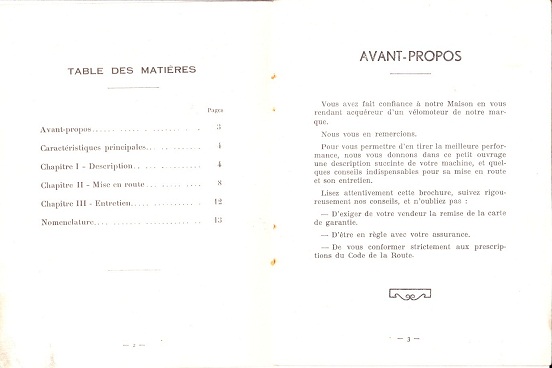 TABLE DES MATIÈRES
Pages
Avant-propos...................... 3
Caractéristiques principales........... 4
Chapitre I - Description............. 4
Chapitre II - Mise en route .......... 8
Chapitre III - Entretien............. 12
Nomenclature...................... 13
— 2 —
AVANT-PROPOS
Vous avez fait confiance à notre Maison en vous
rendant acquéreur d'un vélomoteur de notre mar-
que.
Nous vous en remercions.
Pour vous permettre d'en tirer la meilleure perfor-
mance, nous vous donnons dans ce petit ouvrage
une description succinte de votre machine, et quel-
ques conseils indispensables pour sa mise en route
et son entretien.
Lisez attentivement cette brochure, suivez rigou-
reusement nos conseils, et n'oubliez pas :
— D'exiger de votre vendeur la remise de la carte
de garantie.
— D'être en règle avec votre assurance.
— De vous conformer strictement aux prescrip-
tions du Code de la Route.
— 3 —